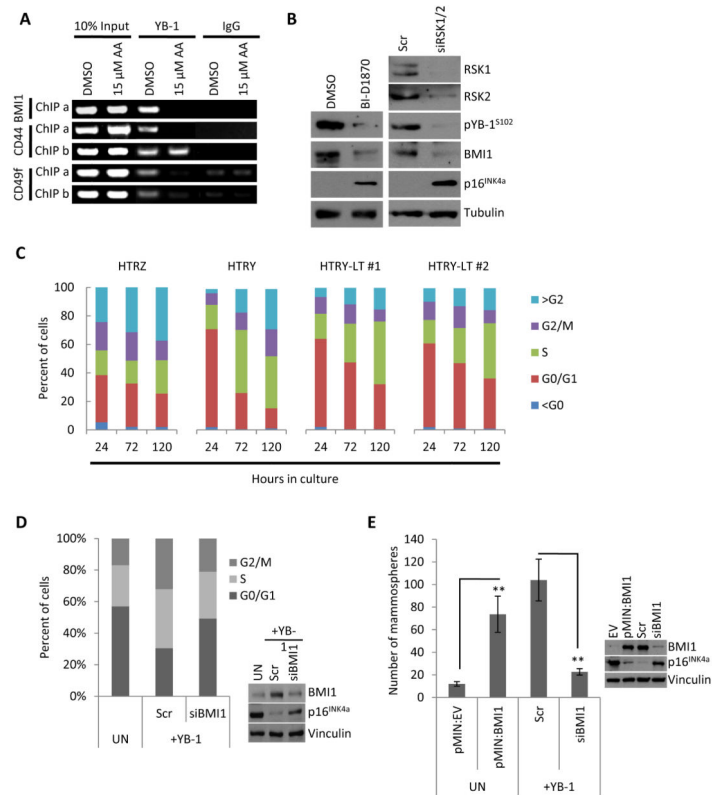 A
10% Input YB-1 IgG
DMSO 15 µM AA DMSO 15 µM AA DMSO 15 µM AA
BMI1 ChIP a
CD44 ChIP a
ChIP b
CD49f ChIP a
ChIP b
B
DMSO BI-D1870 Scr siRSK1/2
RSK1
RSK2
pYB-1S102
BMI1
p16INK4a
Tubulin
C
HTRZ HTRY HTRY-LT #1 HTRY-LT #2
Percent of cells
100
80
60
40
20
0
24 72 120 24 72 120 24 72 120 24 72 120
Hours in culture
>G2
G2/M
S
G0/G1
<G0
D
Percent of cells
100%
80%
60%
40%
20%
0%
G2/M
S
G0/G1
Scr siBMI1
UN +YB-1
+YB-
1
UN Scr siBMI1
BMI1
p16INK4a
Vinculin
E
Number of mammospheres
140
120
100
80
60
40
20
0
**
**
pMIN:EV pMIN:BMI1 Scr siBMI1
UN +YB-1
EV pMIN:BMI1 Scr siBMI1
BMI1
p16INK4a
Vinculin